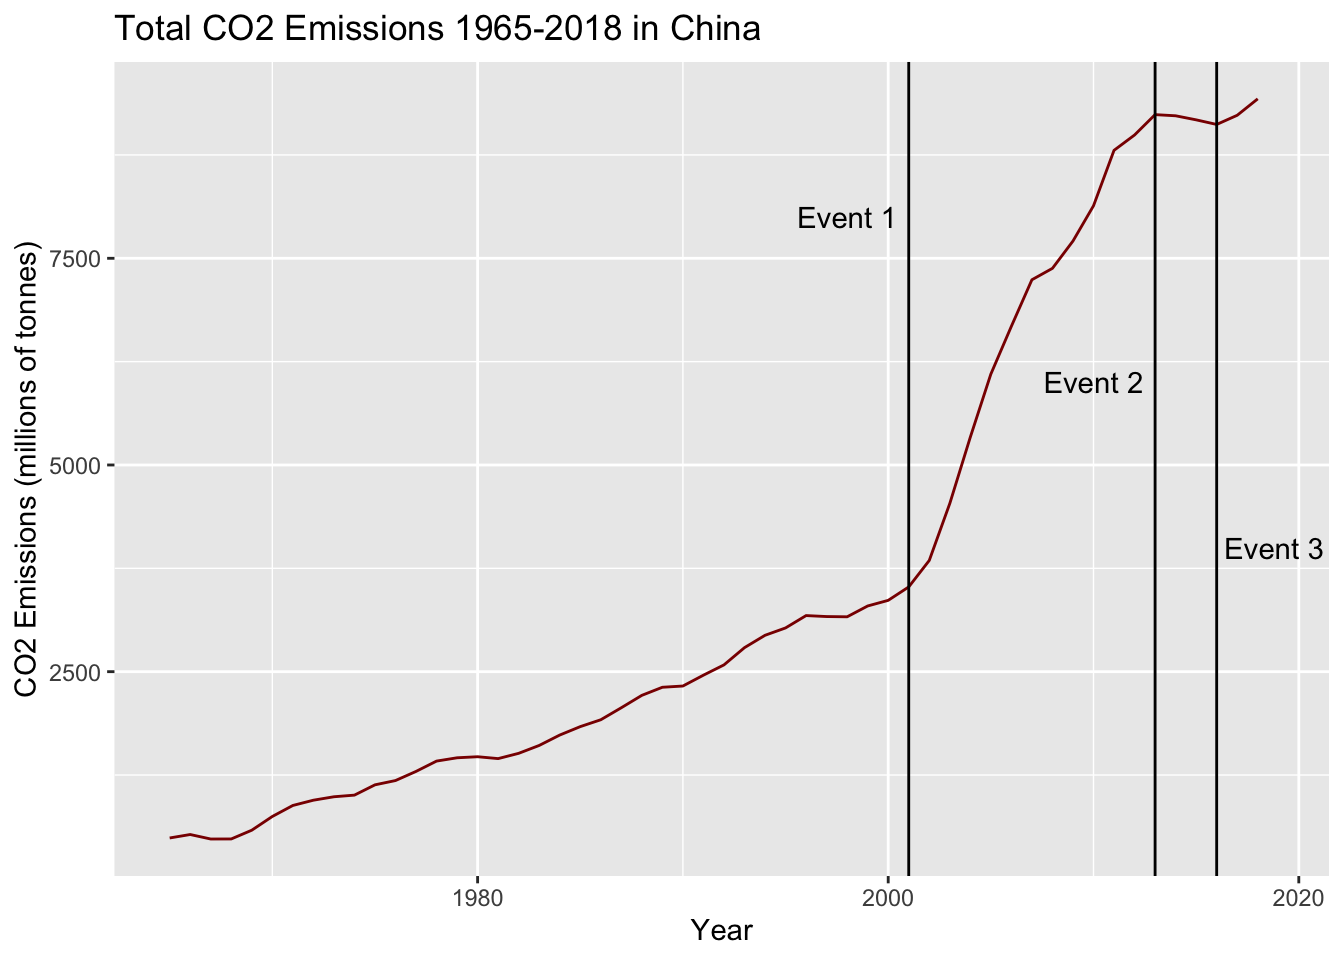 Total CO2 Emissions 1965-2018 in China
CO2 Emissions (millions of tonnes)
7500
5000
2500
Event 1
Event 2
Event 3
1980
2000
2020
Year